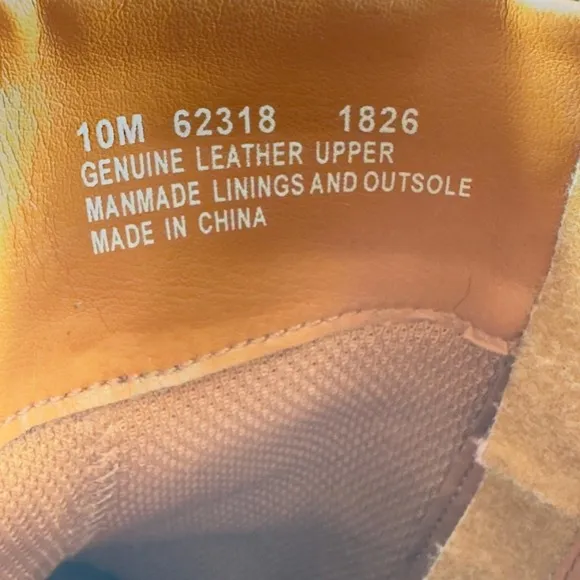 10M 62318 1826
GENUINE LEATHER UPPER
MANMADE LININGS AND OUTSOLE
MADE IN CHINA